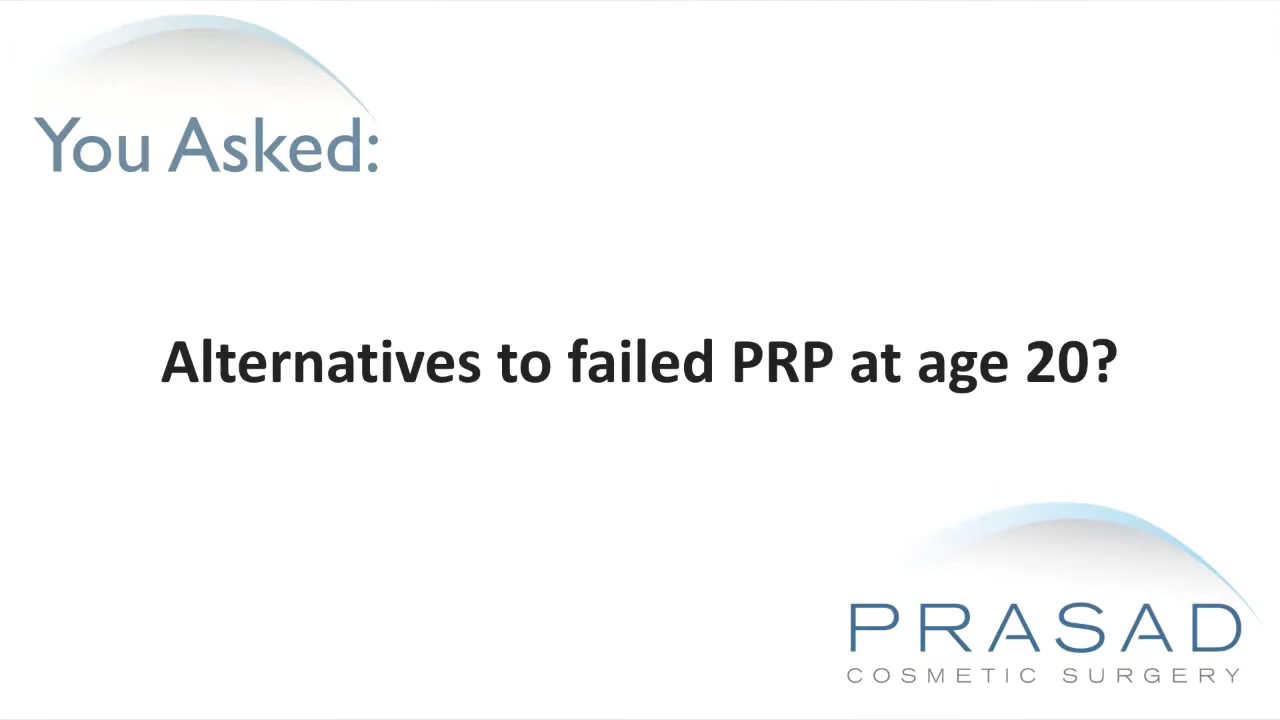 You Asked:
Alternatives to failed PRP at age 20?
PRASAD
COSMETIC SURGERY